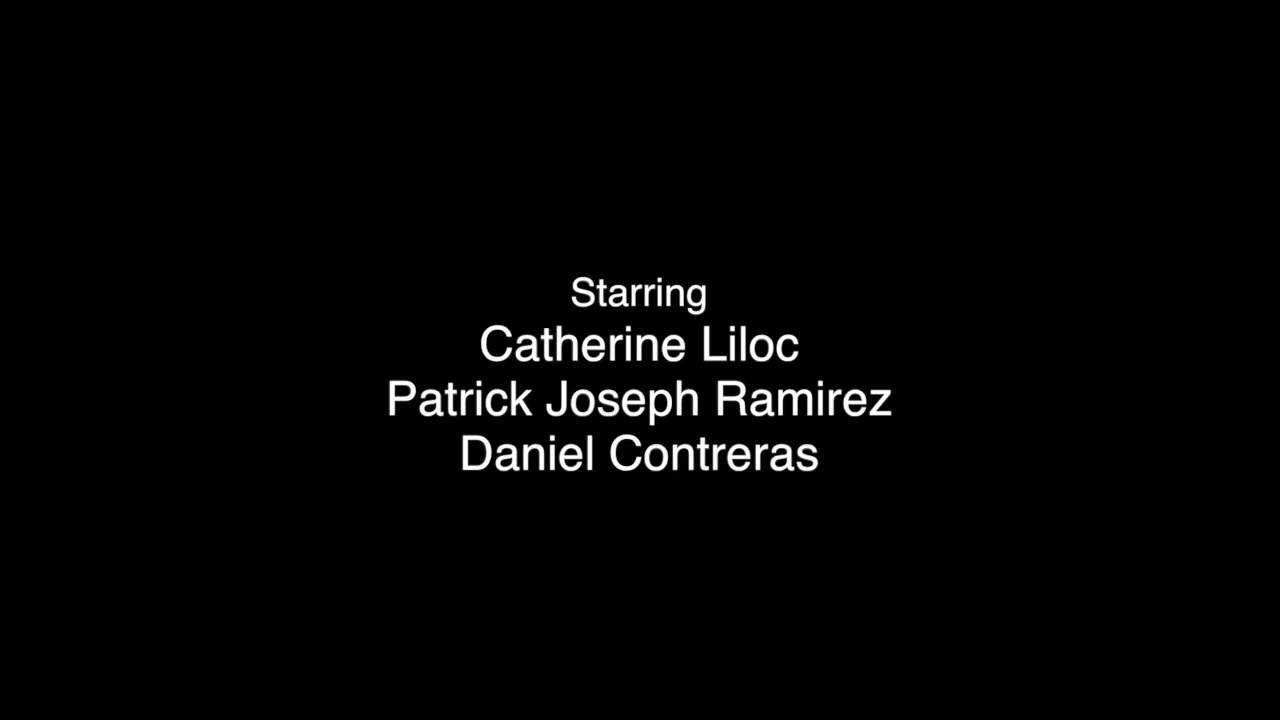 Starring
Catherine Liloc
Patrick Joseph Ramirez
Daniel Contreras